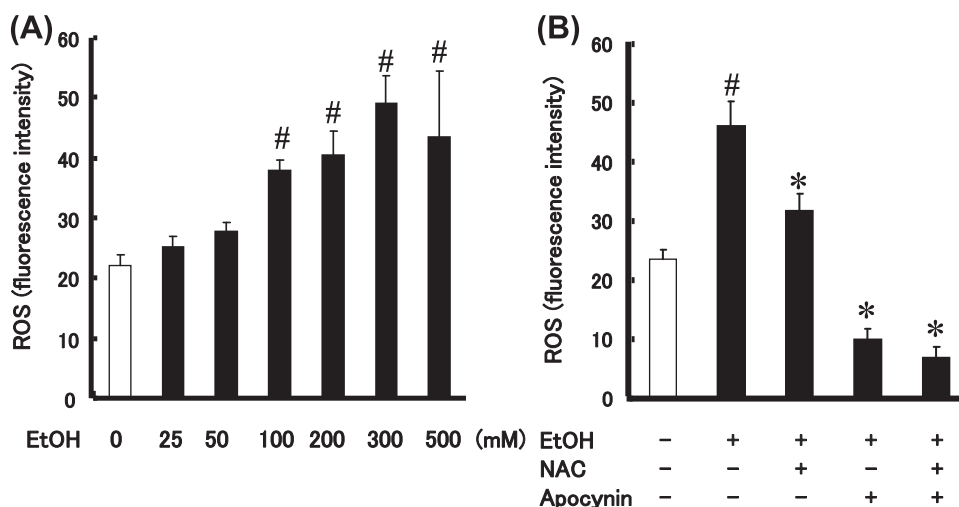 (A)
ROS (fluorescence intensity)
60
50
40
30
20
10
0
#
#
#
#
EtOH 0 25 50 100 200 300 500 (mM)
(B)
ROS (fluorescence intensity)
60
50
40
30
20
10
0
#
*
*
*
EtOH − + + + +
NAC − − + − +
Apocynin − − − + +